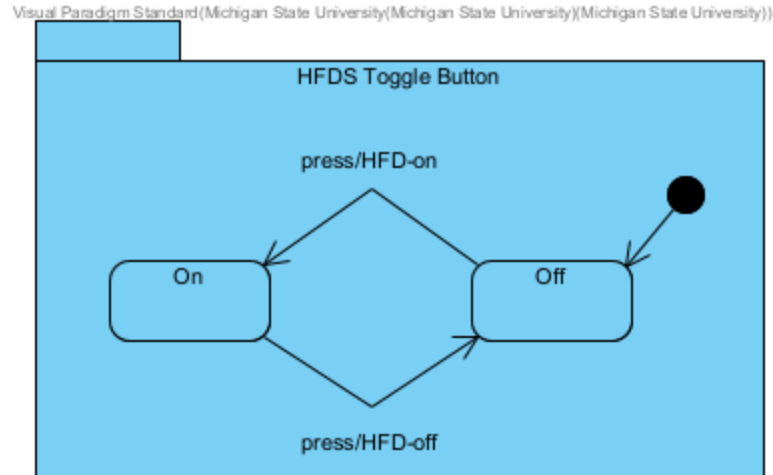 Visual Paradigm Standard(Michigan State University(Michigan State University)(Michigan State University))
HFDS Toggle Button
press/HFD-on
On
Off
press/HFD-off